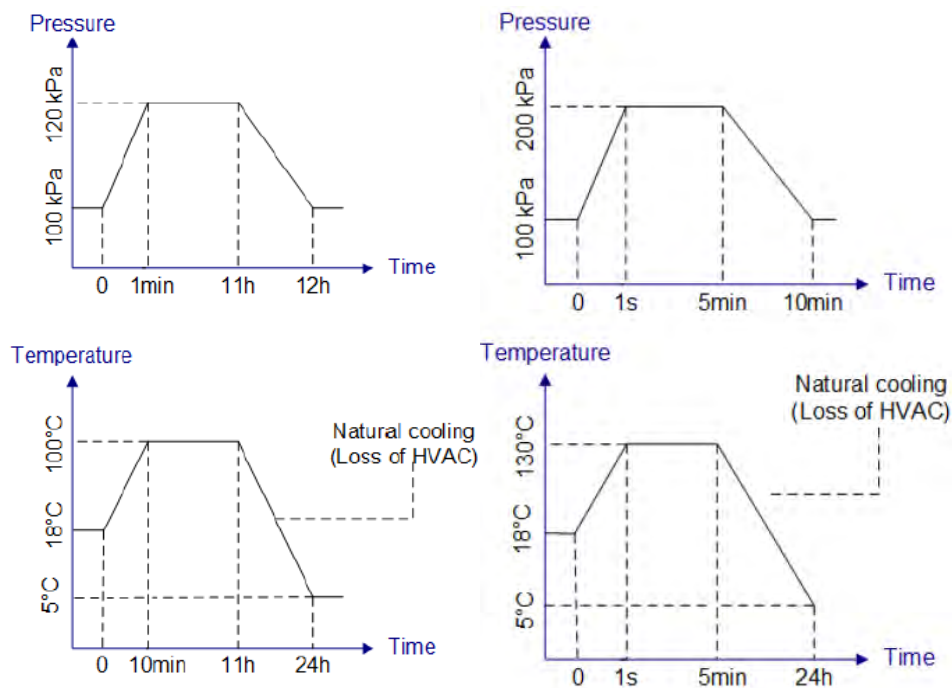 Pressure
120 kPa
100 kPa
0 1min 11h 12h
Time
Pressure
200 kPa
100 kPa
0 1s 5min 10min
Time
Temperature
100°C
18°C
5°C
Natural cooling
(Loss of HVAC)
0 10min 11h 24h
Time
Temperature
130°C
18°C
5°C
Natural cooling
(Loss of HVAC)
0 1s 5min 24h
Time